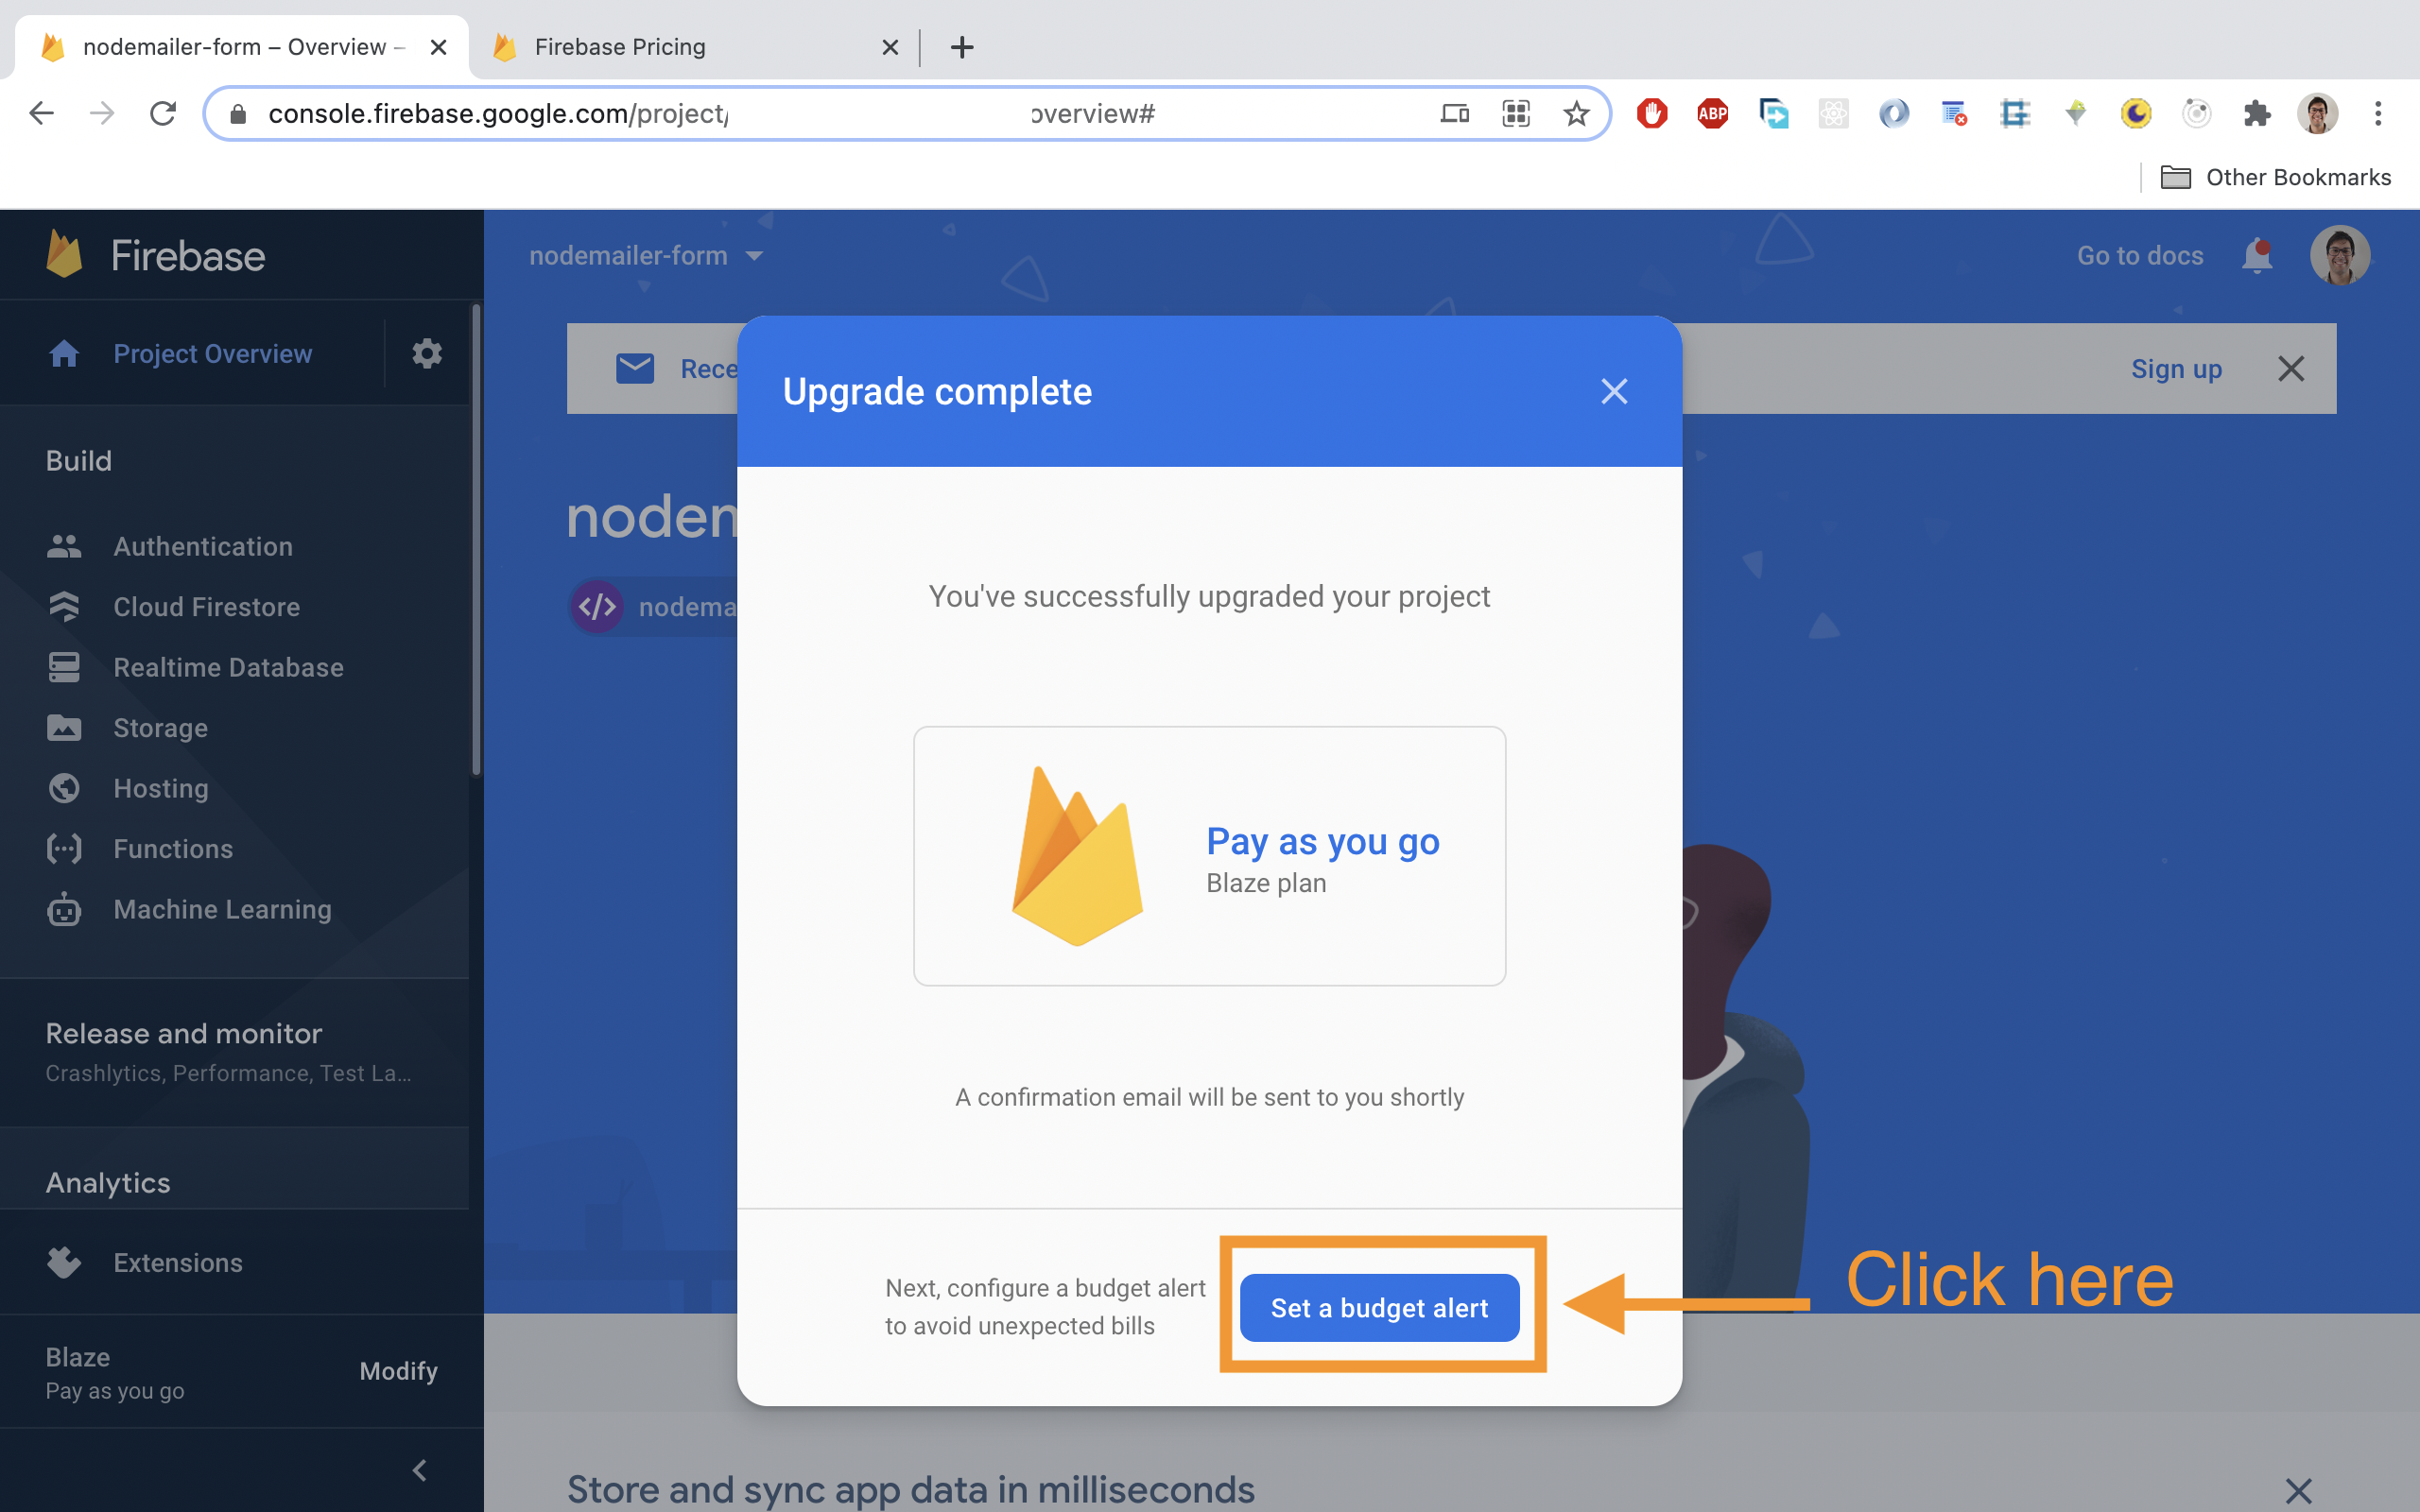 nodemailer-form – Overview –
Firebase Pricing
console.firebase.google.com/project/
overview#
ABP
Other Bookmarks
Firebase
nodemailer-form
Go to docs
Project Overview
Rece
Sign up
Upgrade complete
Build
nodem
You've successfully upgraded your project
Authentication
Cloud Firestore
nodema
Realtime Database
Storage
Hosting
Functions
Machine Learning
Pay as you go
Blaze plan
Release and monitor
Crashlytics, Performance, Test La...
A confirmation email will be sent to you shortly
Analytics
Extensions
Next, configure a budget alert
to avoid unexpected bills
Set a budget alert
Click here
Blaze
Pay as you go
Modify
Store and sync app data in milliseconds